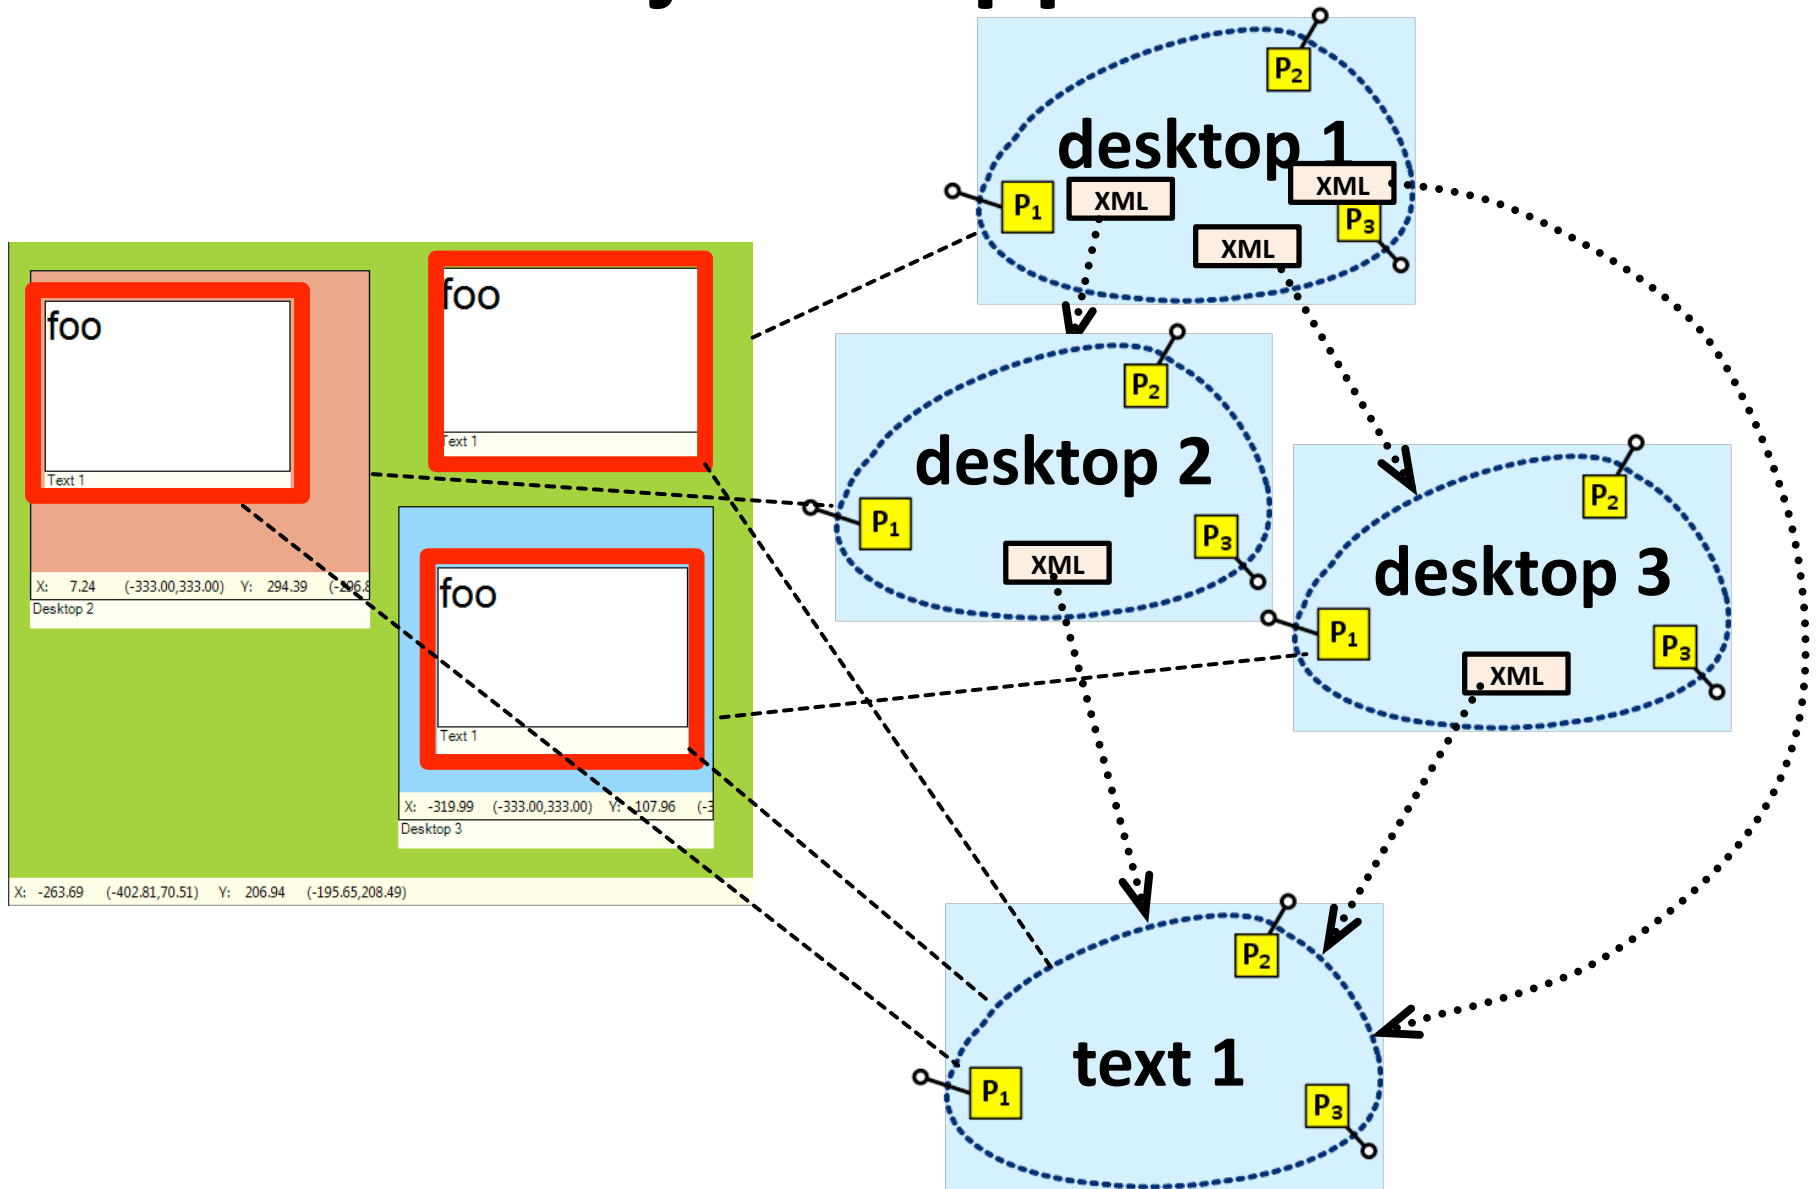 foo
Text 1
X: 7.24 (-333.00,333.00) Y: 294.39
Desktop 2
foo
Text 1
foo
Text 1
X: -319.99 (-333.00,333.00) Y: 107.96
Desktop 3
X: -263.69 (-402.81,70.51) Y: 206.94 (-195.65,208.49)
P2
desktop 1
XML
P1
XML
P3
XML
P2
desktop 2
P1
P3
XML
P2
desktop 3
P1
P3
XML
P2
text 1
P1
P3